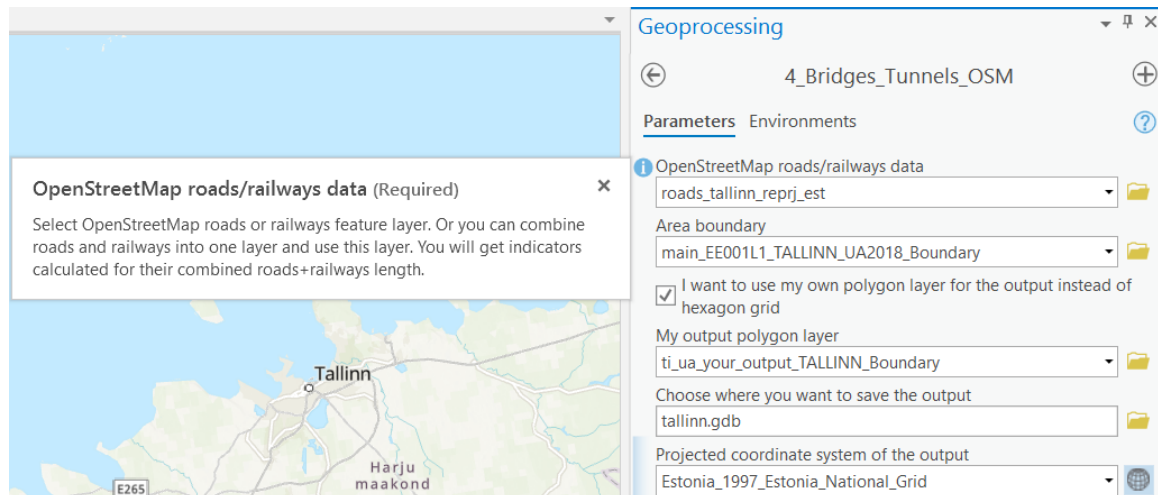 Geoprocessing
4_Bridges_Tunnels_OSM
Parameters Environments
OpenStreetMap roads/railways data
roads_tallinn_reprj_est
Area boundary
main_EE001L1_TALLINN_UA2018_Boundary
I want to use my own polygon layer for the output instead of
hexagon grid
My output polygon layer
ti_ua_your_output_TALLINN_Boundary
Choose where you want to save the output
tallinn.gdb
Projected coordinate system of the output
Estonia_1997_Estonia_National_Grid
OpenStreetMap roads/railways data (Required)
Select OpenStreetMap roads or railways feature layer. Or you can combine
roads and railways into one layer and use this layer. You will get indicators
calculated for their combined roads+railways length.
Tallinn
Harju
maakond
E265